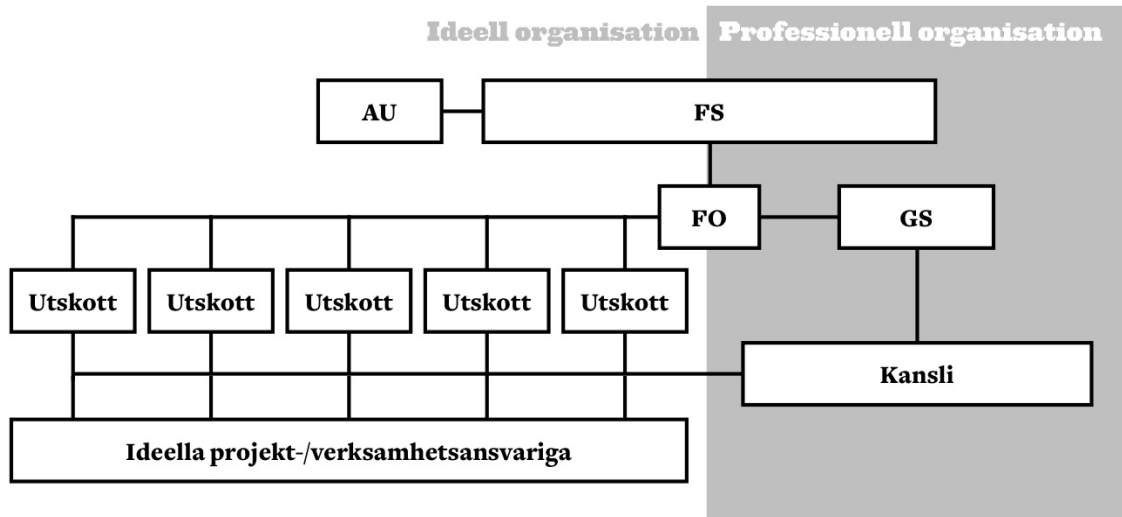 Ideell organisation Professionell organisation
AU FS
FO GS
Utskott Utskott Utskott Utskott Utskott
Kansli
Ideella projekt-/verksamhetsansvariga